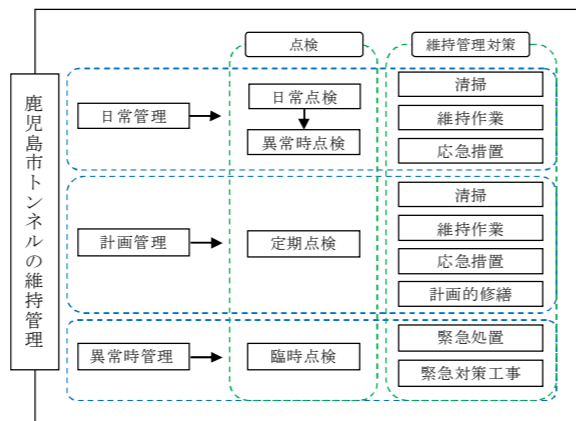 点検
維持管理対策
鹿児島市トンネルの維持管理
日常管理
日常点検
異常時点検
清掃
維持作業
応急措置
計画管理
定期点検
清掃
維持作業
応急措置
計画的修繕
異常時管理
臨時点検
緊急処置
緊急対策工事